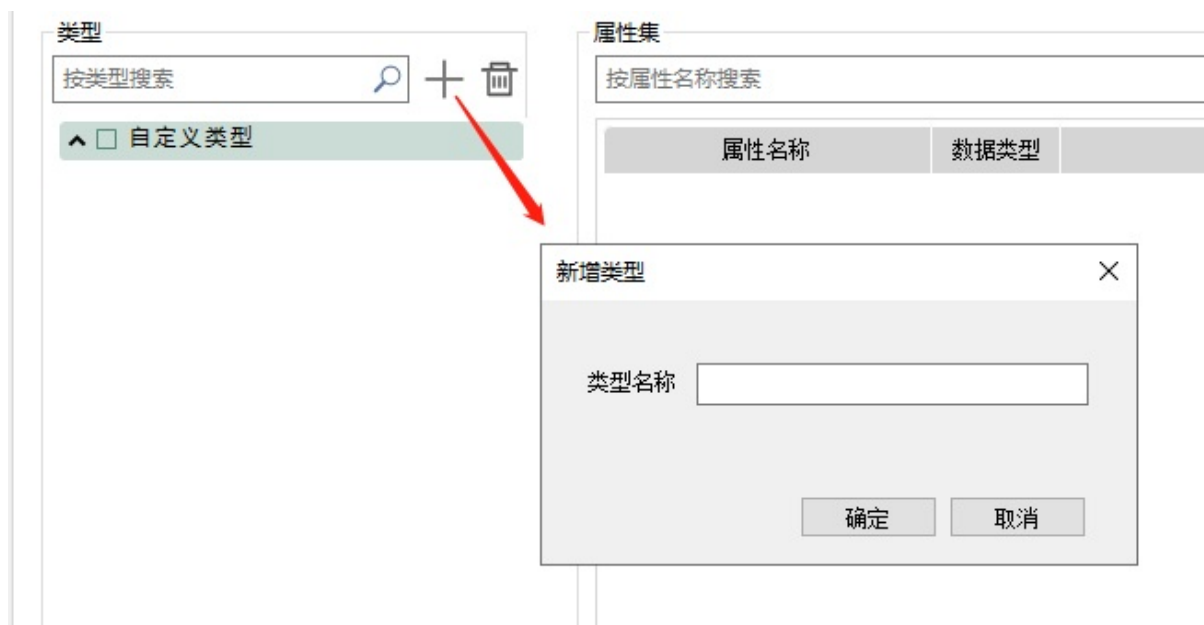 类型
属性集
按类型搜索
按属性名称搜索
自定义类型
属性名称
数据类型
新增类型
类型名称
确定
取消